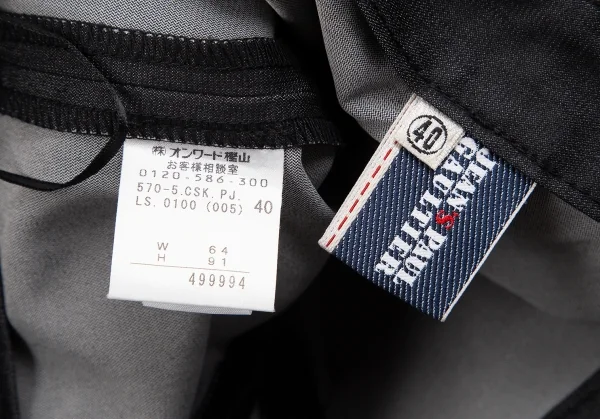 ㈱オンワード樫山
お客様相談室
0120-586-300
570-5.CSK.PJ.
LS.0100 (005) 40
W 64
H 91
499994
40
JEAN'S PAUL
GAULTIER